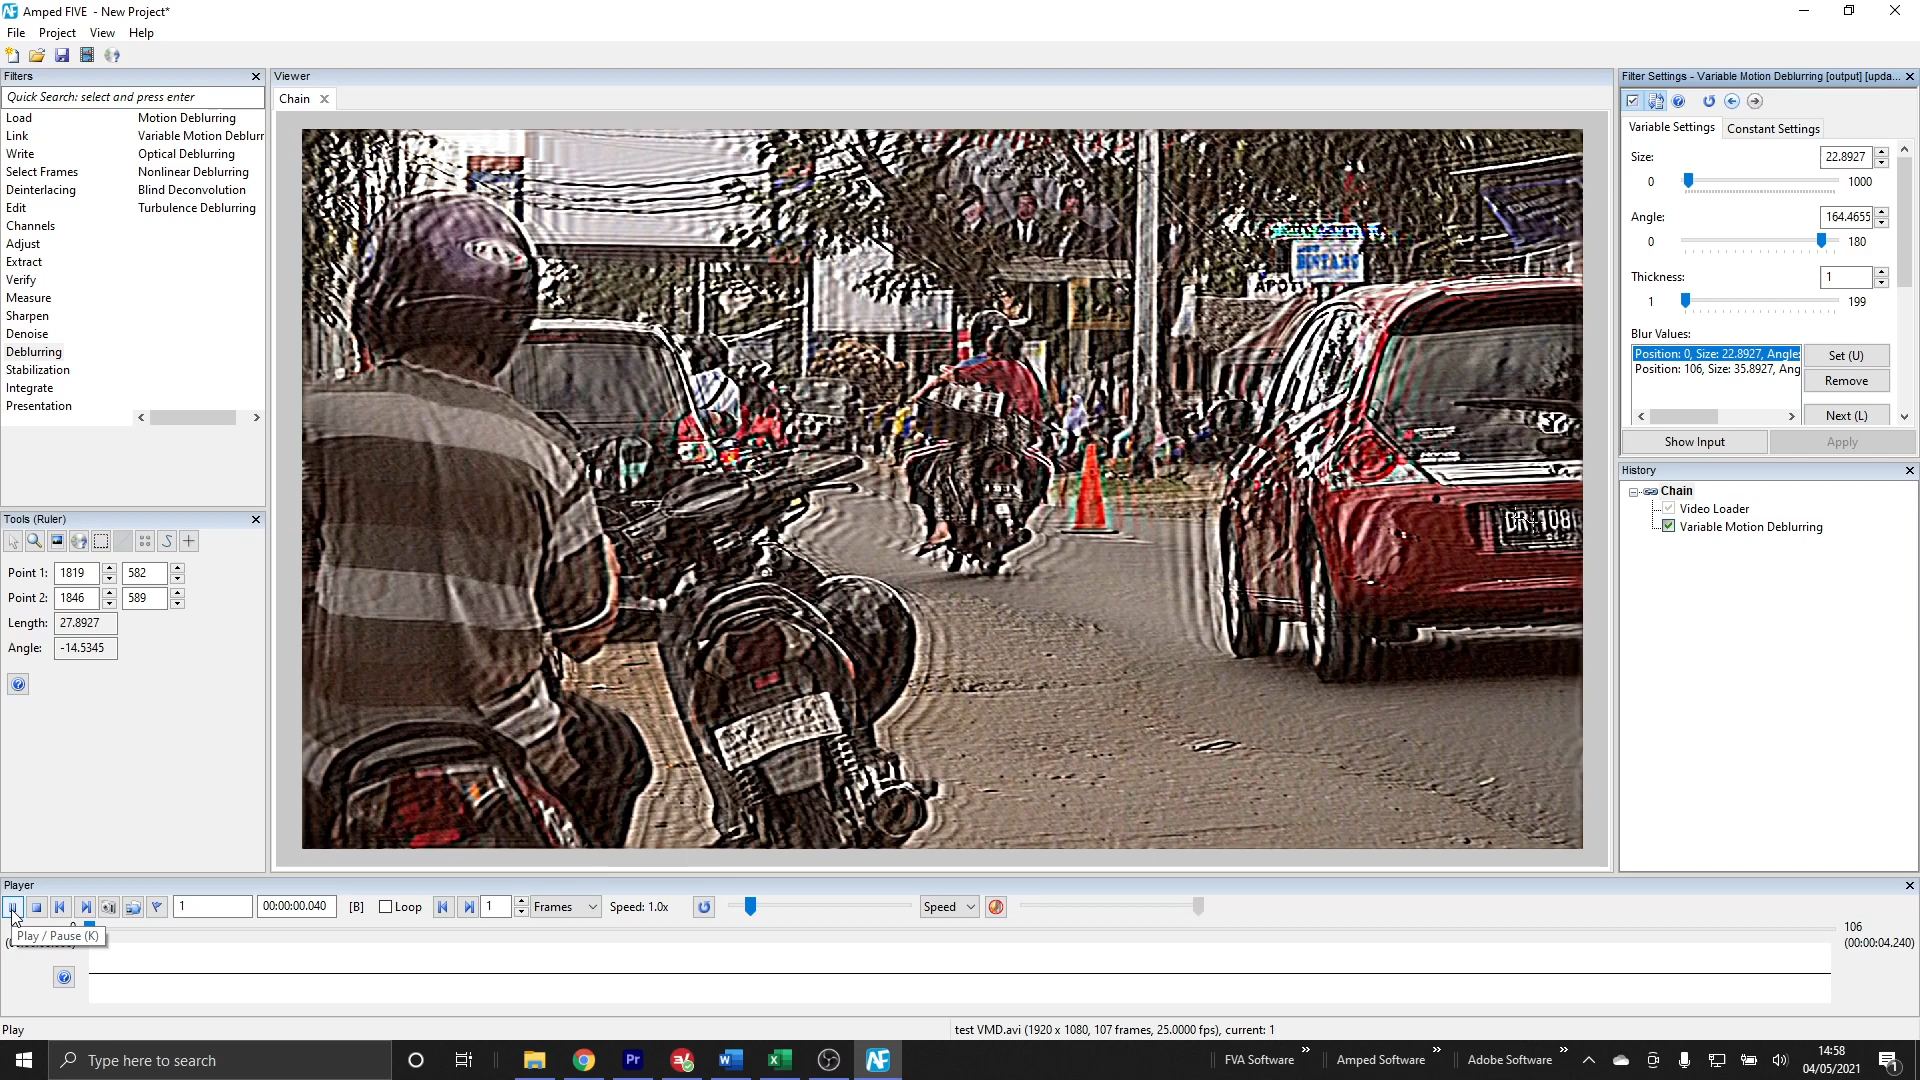 Amped FIVE - New Project*
File Project View Help
Filters
Quick Search: select and press enter
Load Motion Deblurring
Link Variable Motion Deblurr
Write Optical Deblurring
Select Frames Nonlinear Deblurring
Deinterlacing Blind Deconvolution
Edit Turbulence Deblurring
Channels
Adjust
Extract
Verify
Measure
Sharpen
Denoise
Deblurring
Stabilization
Integrate
Presentation
Tools (Ruler)
Point 1: 1819 582
Point 2: 1846 589
Length: 27.8927
Angle: -14.5345
Viewer
Chain
BINTANG
APOT
Filter Settings - Variable Motion Deblurring [output] [upda...
Variable Settings Constant Settings
Size: 22.8927
0 1000
Angle: 164.4655
0 180
Thickness: 1
1 199
Blur Values:
Position: 0, Size: 22.8927, Angle:
Position: 106, Size: 35.8927, Ang
Set (U)
Remove
Next (L)
Show Input Apply
History
Chain
Video Loader
Variable Motion Deblurring
Player
1 00:00:00.040 [B] Loop 1 Frames Speed: 1.0x Speed
Play / Pause (K)
106
(00:00:04.240)
Play
test VMD.avi (1920 x 1080, 107 frames, 25.0000 fps), current: 1
Type here to search
Pr
FVA Software
Amped Software
Adobe Software
14:58
04/05/2021
1